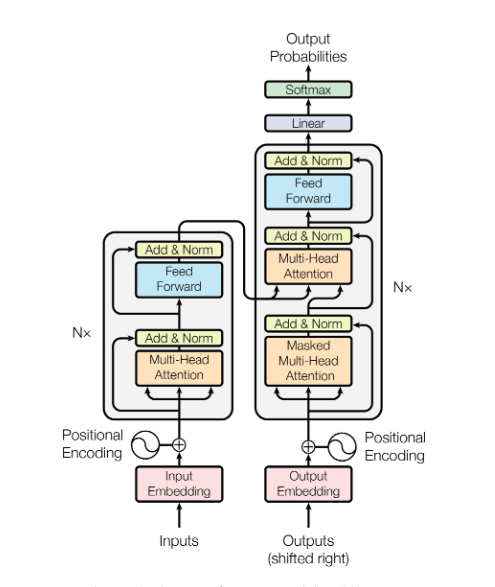 Output
Probabilities
Softmax
Linear
Add & Norm
Feed
Forward
Add & Norm
Multi-Head
Attention
Add & Norm
Masked
Multi-Head
Attention
Nx
Add & Norm
Feed
Forward
Add & Norm
Multi-Head
Attention
Nx
Positional
Encoding
Positional
Encoding
Input
Embedding
Output
Embedding
Inputs
Outputs
(shifted right)